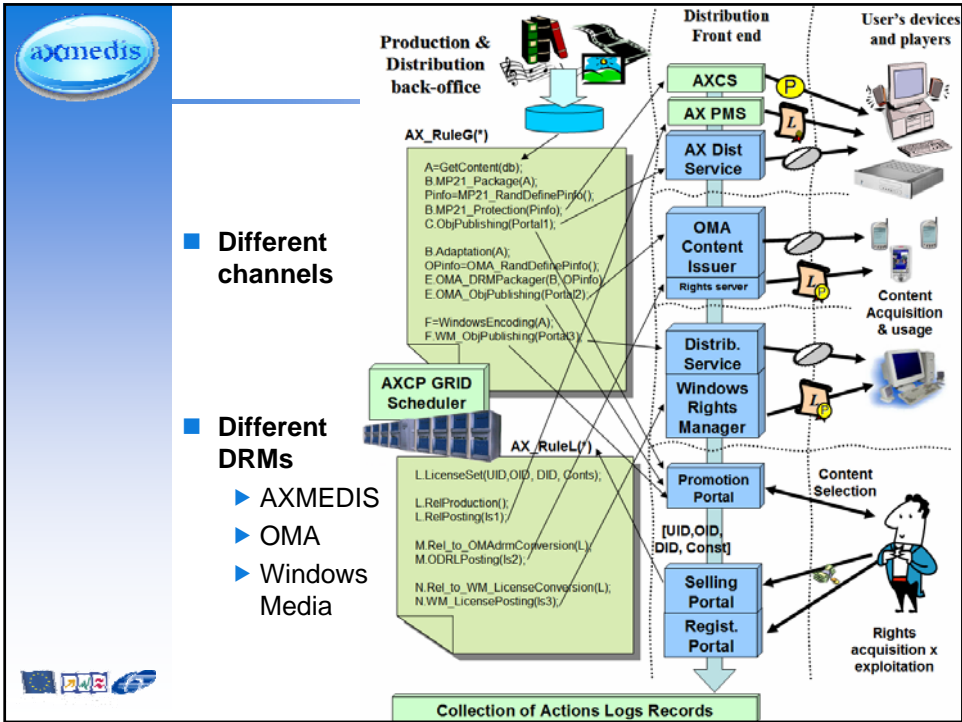 axmedis
Different
channels
Different
DRMs
AXMEDIS
OMA
Windows
Media
Production &
Distribution
back-office
Distribution
Front end
User's devices
and players
AX_RuleG(*)
A=GetContent(db);
B.MP21_Package(A);
Pinfo=MP21_RandDefinePinfo();
B.MP21_Protection(Pinfo);
C.ObjPublishing(Portal1);
B.Adaptation(A);
OPinfo=OMA_RandDefinePinfo();
E.OMA_DRMPackager(B, OPinfo)
E.OMA_ObjPublishing(Portal2);
F=WindowsEncoding(A);
F.WM_ObjPublishing(Portal3);
AXCP GRID
Scheduler
AX_RuleL(*)
L.LicenseSet(UID,OID, DID, Conts);
L.RelProduction();
L.RelPosting(ls1);
M.Rel_to_OMAdrmConversion(L);
M.ODRLPosting(ls2);
N.Rel_to_WM_LicenseConversion(L);
N.WM_LicensePosting(ls3);
AXCS
P
AX PMS
L
AX Dist
Service
OMA
Content
Issuer
Rights server
L
P
Content
Acquisition
& usage
Distrib.
Service
Windows
Rights
Manager
L
P
Promotion
Portal
Content
Selection
[UID,OID,
DID, Const]
Selling
Portal
Regist.
Portal
Rights
acquisition x
exploitation
Collection of Actions Logs Records